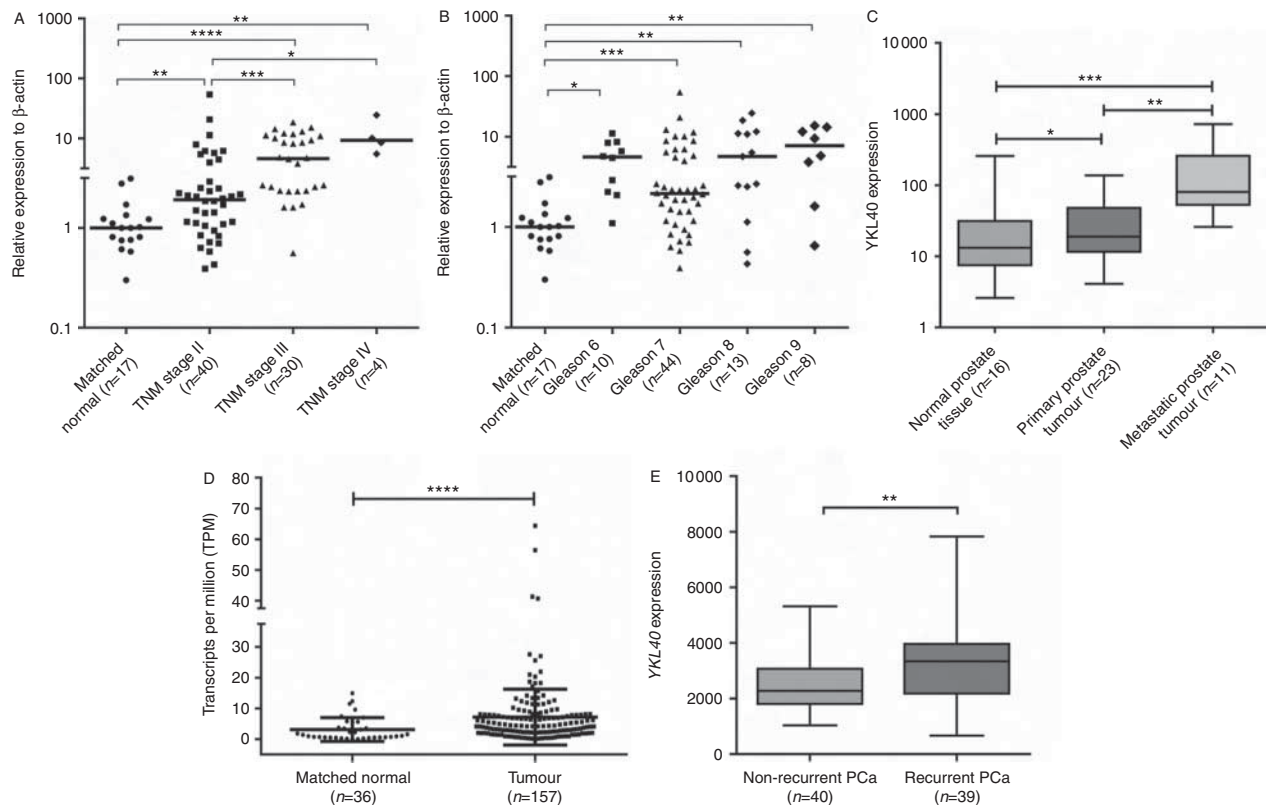 A
Relative expression to β-actin
1000
100
10
1
0.1
**
****
*
**
***
Matched
normal (n=17)
TNM stage II
(n=40)
TNM stage III
(n=30)
TNM stage IV
(n=4)
B
Relative expression to β-actin
1000
100
10
1
0.1
**
**
***
*
Matched
normal (n=17)
Gleason 6
(n=10)
Gleason 7
(n=44)
Gleason 8
(n=13)
Gleason 9
(n=8)
C
YKL40 expression
10 000
1000
100
10
1
***
**
*
Normal prostate
tissue (n=16)
Primary prostate
tumour (n=23)
Metastatic prostate
tumour (n=11)
D
Transcripts per million (TPM)
80
70
60
50
40
30
20
10
0
****
Matched normal
(n=36)
Tumour
(n=157)
E
YKL40 expression
10000
8000
6000
4000
2000
0
**
Non-recurrent PCa
(n=40)
Recurrent PCa
(n=39)